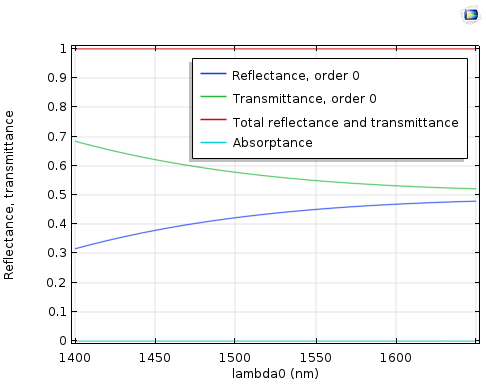 1
0.9
0.8
0.7
0.6
0.5
0.4
0.3
0.2
0.1
0
Reflectance, transmittance
Reflectance, order 0
Transmittance, order 0
Total reflectance and transmittance
Absorptance
1400 1450 1500 1550 1600
lambda0 (nm)